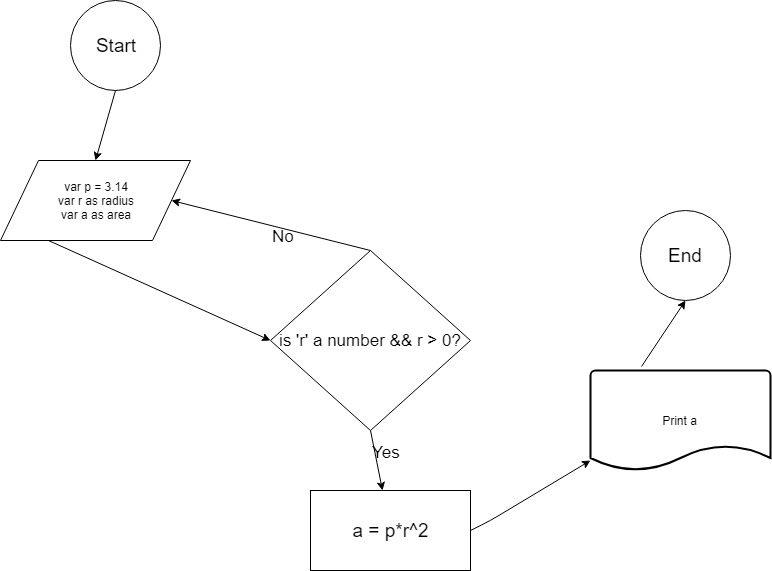 Start
var p = 3.14
var r as radius
var a as area
No
is 'r' a number && r > 0?
Yes
a = p*r^2
Print a
End